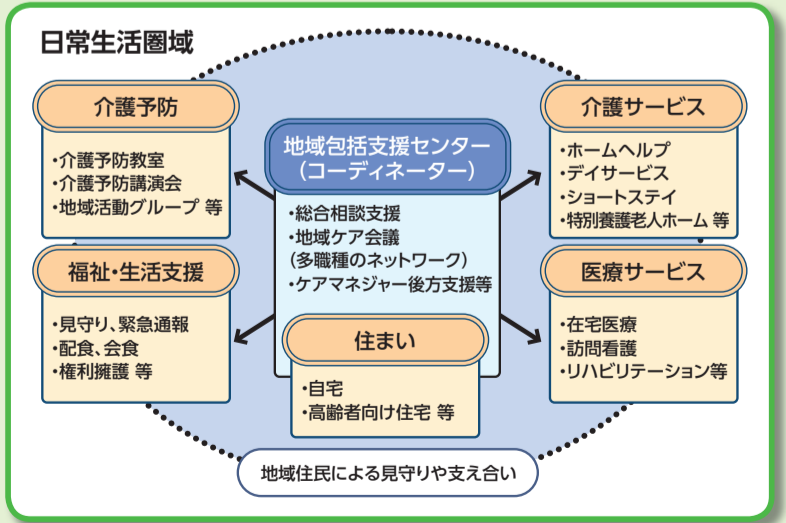 日常生活圏域
介護予防
・介護予防教室
・介護予防講演会
・地域活動グループ 等
地域包括支援センター
（コーディネーター）
・総合相談支援
・地域ケア会議
（多職種のネットワーク）
・ケアマネジャー後方支援等
介護サービス
・ホームヘルプ
・デイサービス
・ショートステイ
・特別養護老人ホーム 等
福祉・生活支援
・見守り、緊急通報
・配食、会食
・権利擁護 等
住まい
・自宅
・高齢者向け住宅 等
医療サービス
・在宅医療
・訪問看護
・リハビリテーション等
地域住民による見守りや支え合い